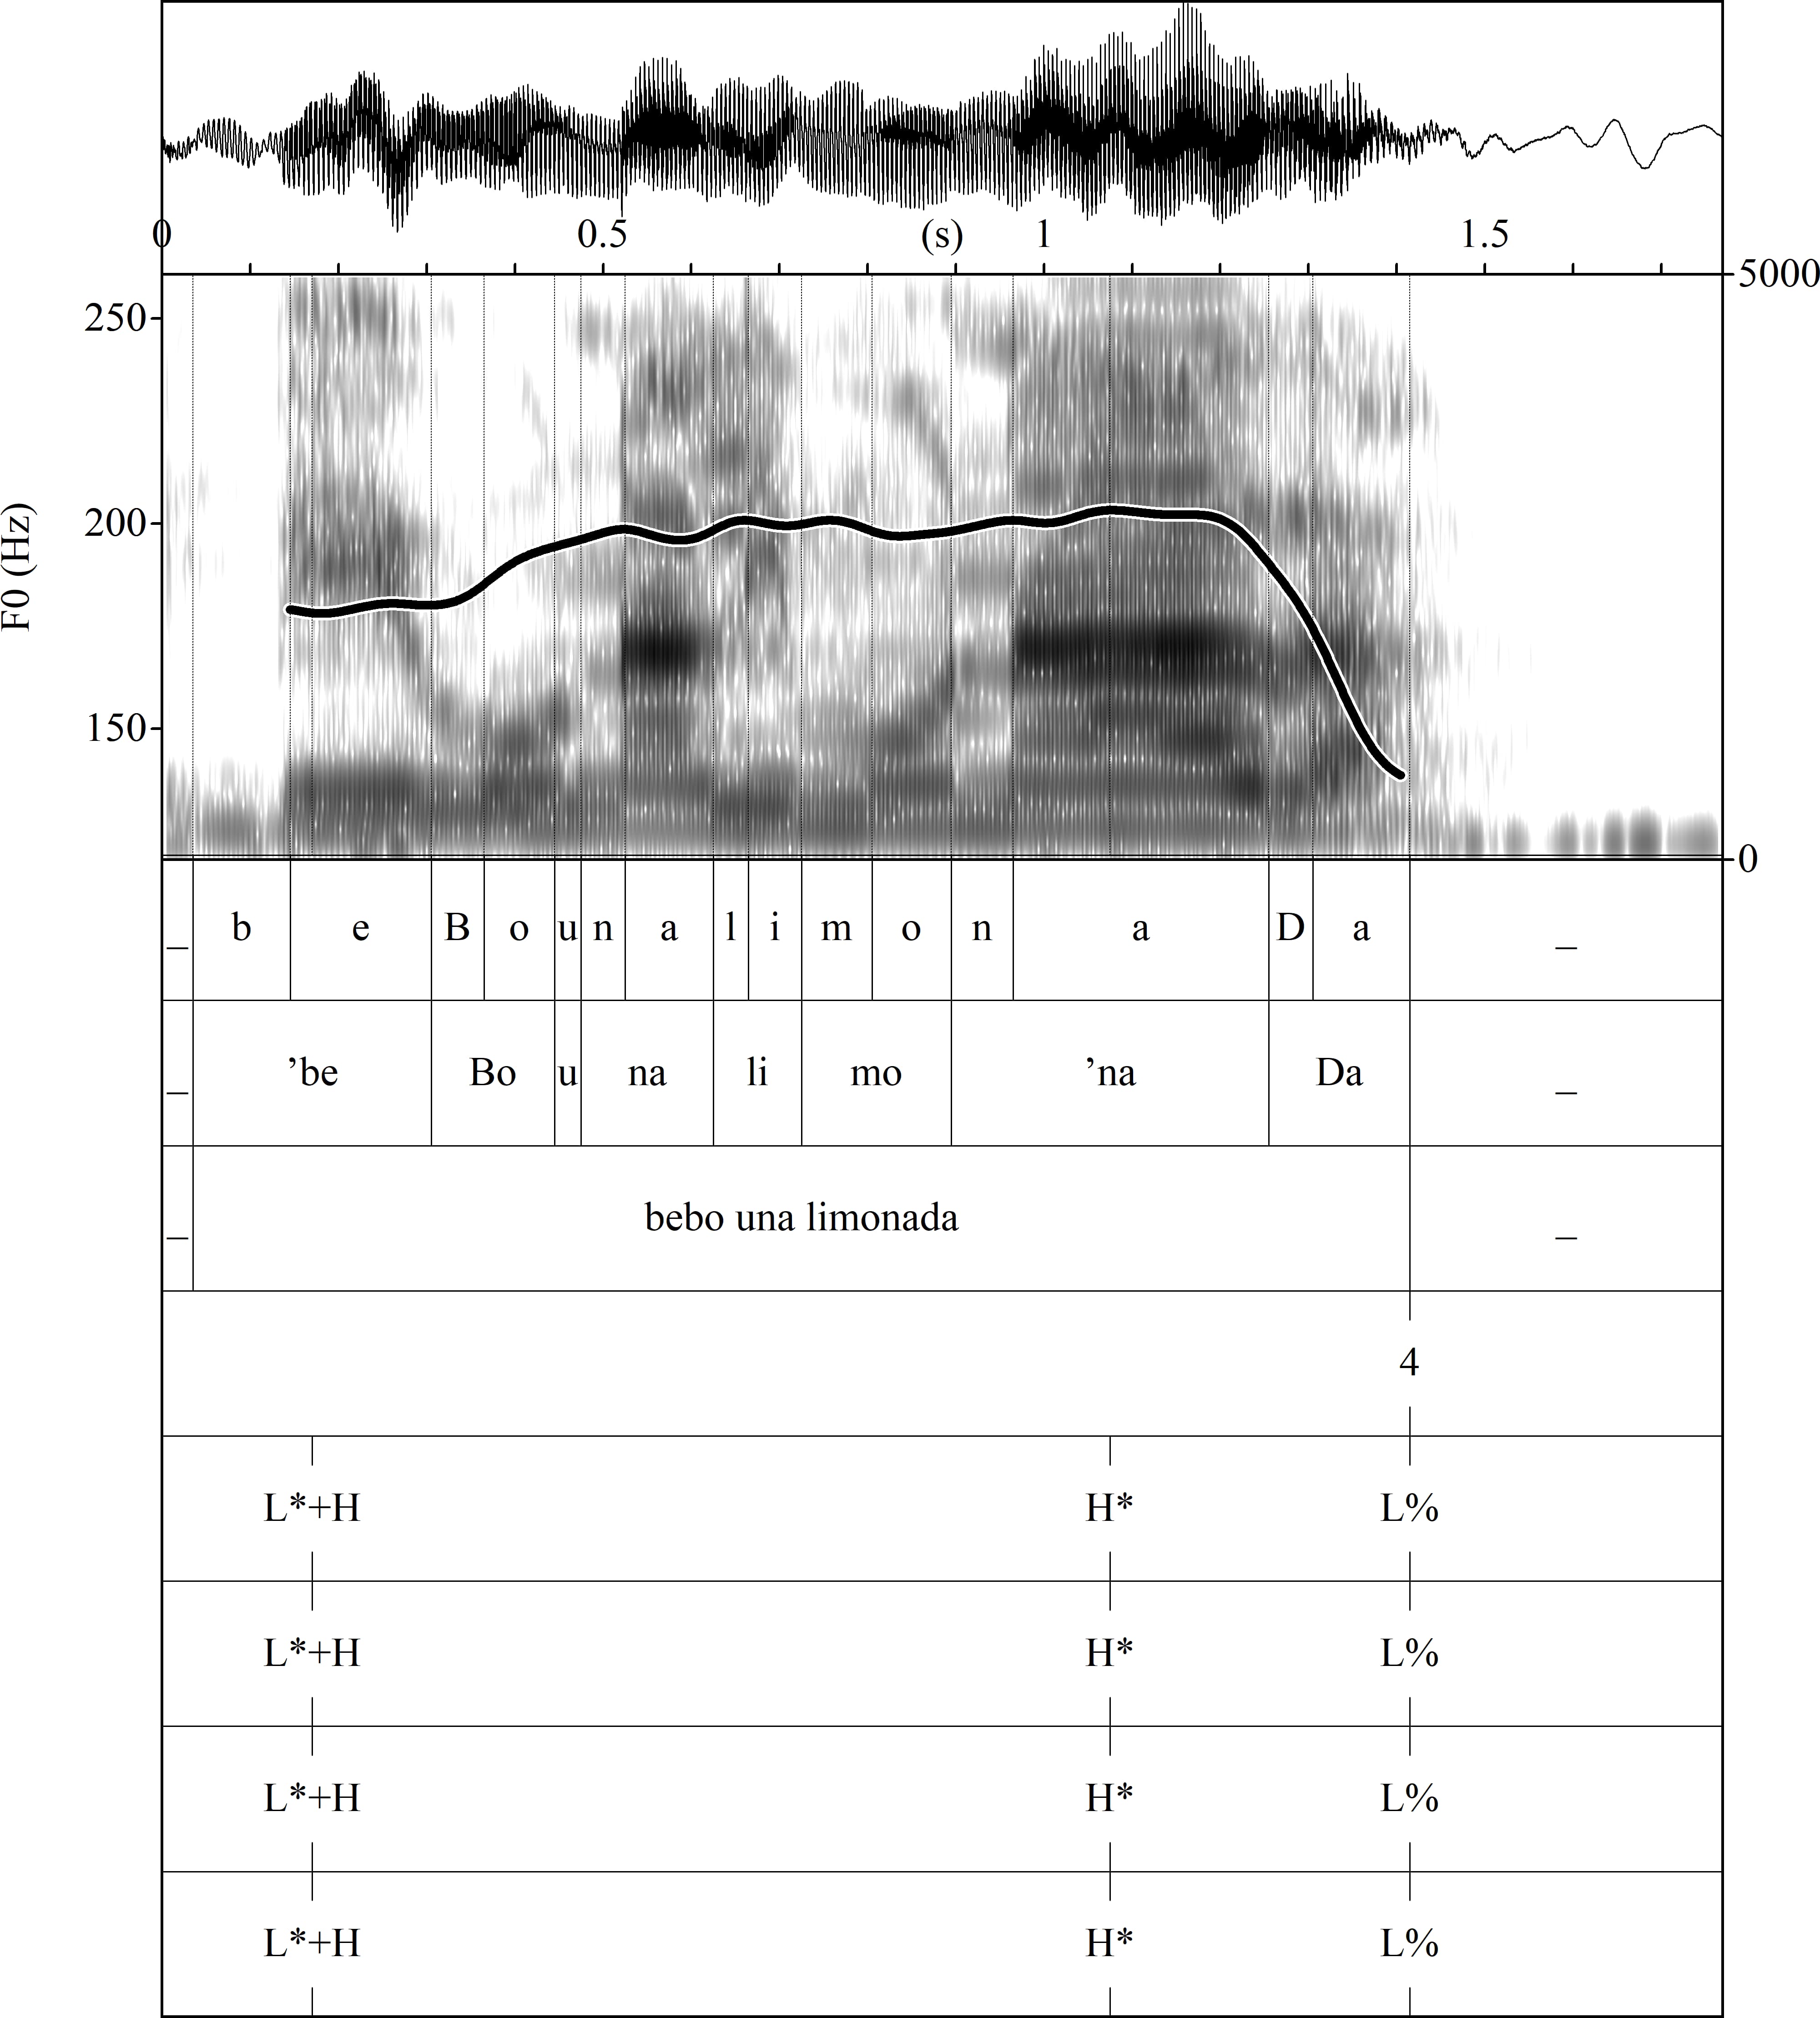 0 0.5 (s) 1 1.5
5000
250
200
150
F0 (Hz)
0
– b e B o u n a l i m o n a D a –
– ’be Bo u na li mo ’na Da –
– bebo una limonada –
4
L*+H H* L%
L*+H H* L%
L*+H H* L%
L*+H H* L%